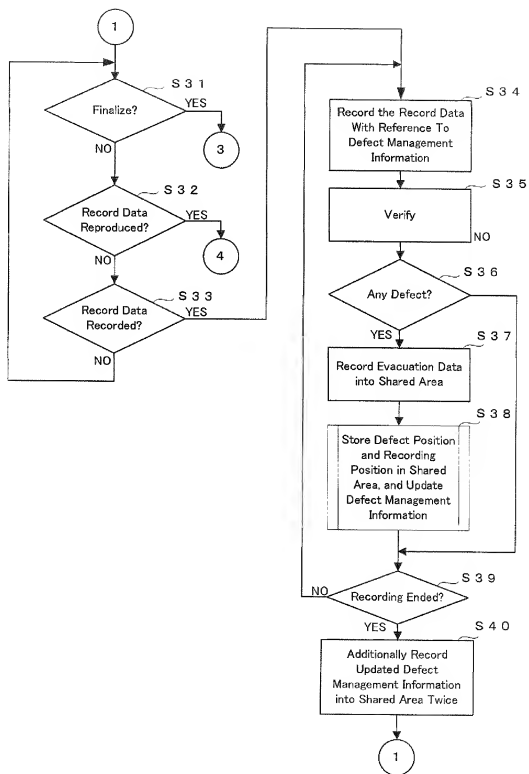 1
S31
Finalize?
YES
3
NO
S32
Record Data
Reproduced?
YES
4
NO
S33
Record Data
Recorded?
YES
NO
S34
Record the Record Data
With Reference To
Defect Management
Information
S35
Verify
NO
S36
Any Defect?
YES
S37
Record Evacuation Data
into Shared Area
S38
Store Defect Position
and Recording
Position in Shared
Area, and Update
Defect Management
Information
S39
NO
Recording Ended?
YES
S40
Additionally Record
Updated Defect
Management Information
into Shared Area Twice
1